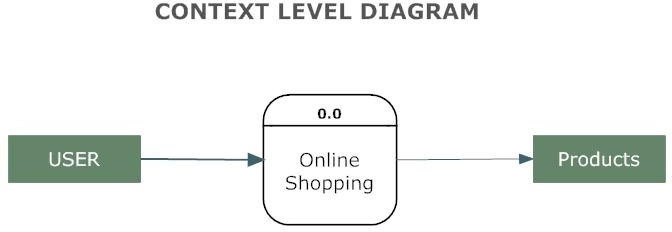 CONTEXT LEVEL DIAGRAM
0.0
USER
Online
Shopping
Products